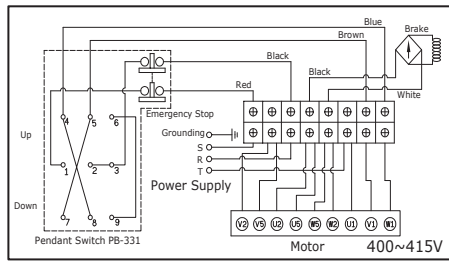 Blue
Brake
Brown
Black
Black
Red
White
Emergency Stop
4 5 6
Up
Grounding
S
R
T
1 2 3
Power Supply
Down
7 8 9
V2 V5 U2 U5 W5 W2 U1 V1 W1
Pendant Switch PB-331
Motor
400~415V